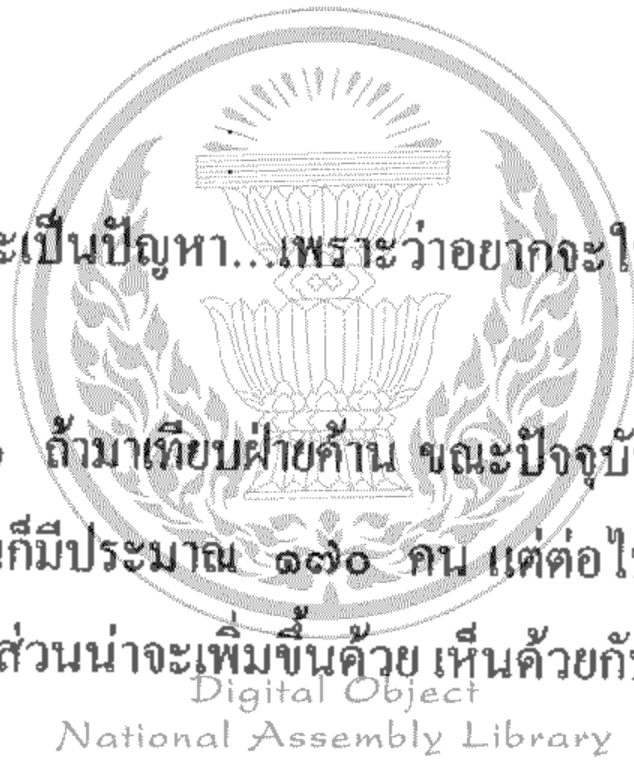 ะเป็นปัญหา...เพราะว่าอยากจะใ
ถ้ามาเทียบฝ่ายค้าน ขณะปัจจุบั
ก็มีประมาณ ๑๗๐ คน แต่ต่อไ
ส่วนน่าจะเพิ่มขึ้นด้วย เห็นด้วยกั
Digital Object
National Assembly Library